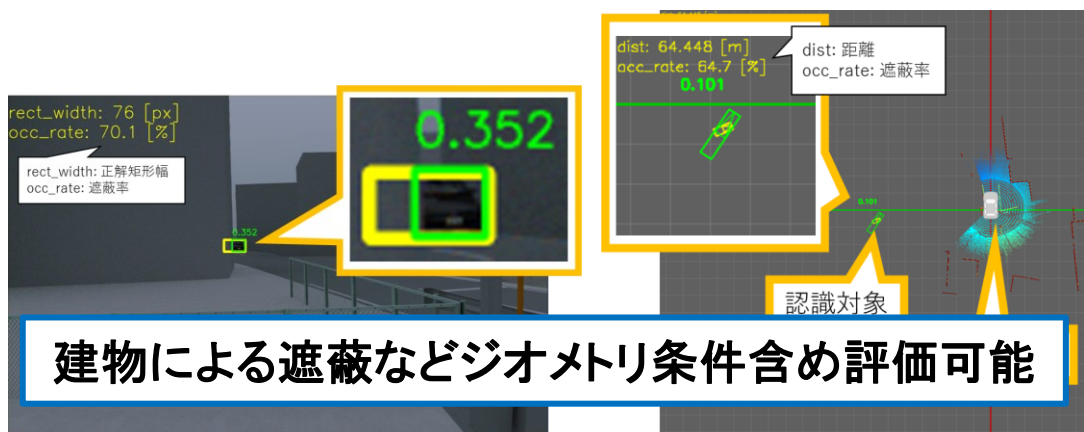 rect_width: 76 [px]
occ_rate: 70.1 [%]
rect_width: 正解矩形幅
occ_rate: 遮蔽率
0.352
0.352
dist: 64.448 [m]
occ_rate: 64.7 [%]
0.101
dist: 距離
occ_rate: 遮蔽率
0.101
認識対象
建物による遮蔽などジオメトリ条件含め評価可能